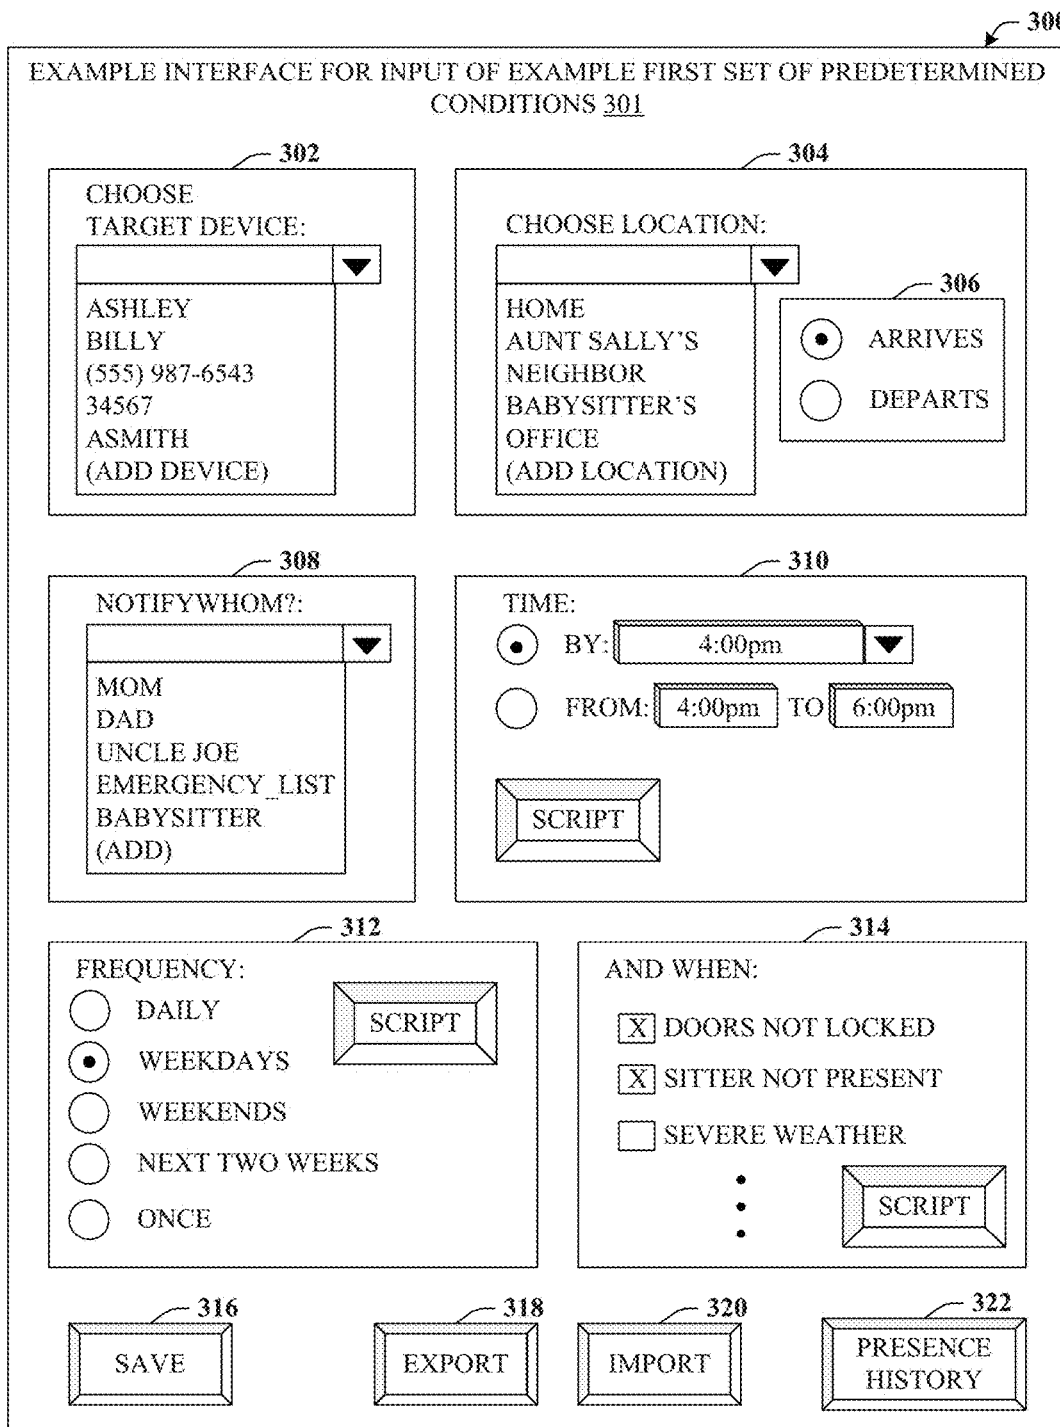 300
EXAMPLE INTERFACE FOR INPUT OF EXAMPLE FIRST SET OF PREDETERMINED
CONDITIONS 301
302
CHOOSE
TARGET DEVICE:
ASHLEY
BILLY
(555) 987-6543
34567
ASMITH
(ADD DEVICE)
304
CHOOSE LOCATION:
HOME
AUNT SALLY'S
NEIGHBOR
BABYSITTER'S
OFFICE
(ADD LOCATION)
306
ARRIVES
DEPARTS
308
NOTIFYWHOM?:
MOM
DAD
UNCLE JOE
EMERGENCY_LIST
BABYSITTER
(ADD)
310
TIME:
BY: 4:00pm
FROM: 4:00pm TO 6:00pm
SCRIPT
312
FREQUENCY:
DAILY
WEEKDAYS
WEEKENDS
NEXT TWO WEEKS
ONCE
SCRIPT
314
AND WHEN:
X DOORS NOT LOCKED
X SITTER NOT PRESENT
SEVERE WEATHER
SCRIPT
316
SAVE
318
EXPORT
320
IMPORT
322
PRESENCE
HISTORY